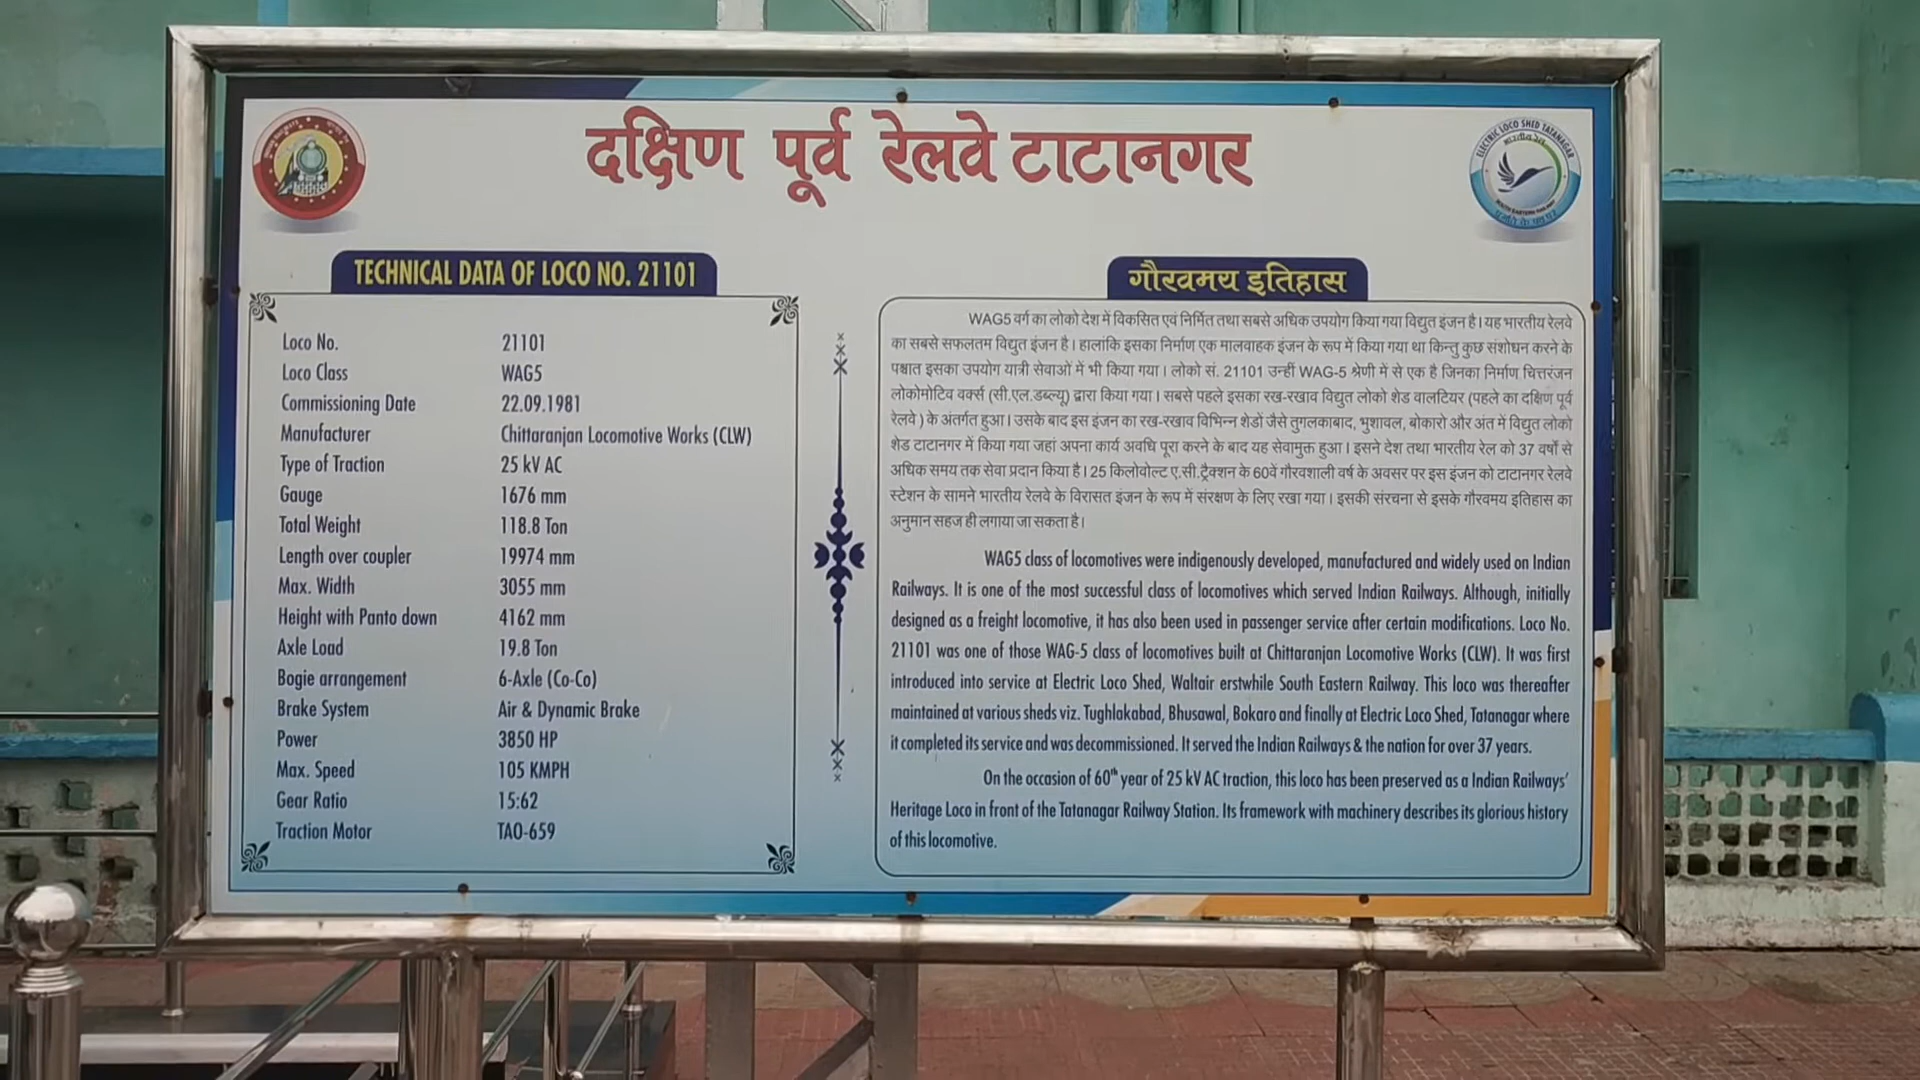 दक्षिण पूर्व रेलवे टाटानगर
ELECTRIC LOCO SHED TATANAGAR
भारतीय रेल
SOUTH EASTERN RAILWAY
TECHNICAL DATA OF LOCO NO. 21101
Loco No. 21101
Loco Class WAG5
Commissioning Date 22.09.1981
Manufacturer Chittaranjan Locomotive Works (CLW)
Type of Traction 25 kV AC
Gauge 1676 mm
Total Weight 118.8 Ton
Length over coupler 19974 mm
Max. Width 3055 mm
Height with Panto down 4162 mm
Axle Load 19.8 Ton
Bogie arrangement 6-Axle (Co-Co)
Brake System Air & Dynamic Brake
Power 3850 HP
Max. Speed 105 KMPH
Gear Ratio 15:62
Traction Motor TAO-659
गौरवमय इतिहास
WAG5 वर्ग का लोको देश में विकसित एवं निर्मित तथा सबसे अधिक उपयोग किया गया विद्युत इंजन है। यह भारतीय रेलवे
का सबसे सफलतम विद्युत इंजन है। हालांकि इसका निर्माण एक मालवाहक इंजन के रूप में किया गया था किन्तु कुछ संशोधन करने के
पश्चात इसका उपयोग यात्री सेवाओं में भी किया गया। लोको सं. 21101 उन्हीं WAG-5 श्रेणी में से एक है जिनका निर्माण चित्तरंजन
लोकोमोटिव वर्क्स (सी.एल.डब्ल्यू) द्वारा किया गया। सबसे पहले इसका रख-रखाव विद्युत लोको शेड वालटियर (पहले का दक्षिण पूर्व
रेलवे ) के अंतर्गत हुआ। उसके बाद इस इंजन का रख-रखाव विभिन्न शेडों जैसे तुगलकाबाद, भुशावल, बोकारो और अंत में विद्युत लोको
शेड टाटानगर में किया गया जहां अपना कार्य अवधि पूरा करने के बाद यह सेवामुक्त हुआ। इसने देश तथा भारतीय रेल को 37 वर्षों से
अधिक समय तक सेवा प्रदान किया है। 25 किलोवोल्ट ए.सी.ट्रैक्शन के 60वें गौरवशाली वर्ष के अवसर पर इस इंजन को टाटानगर रेलवे
स्टेशन के सामने भारतीय रेलवे के विरासत इंजन के रूप में संरक्षण के लिए रखा गया। इसकी संरचना से इसके गौरवमय इतिहास का
अनुमान सहज ही लगाया जा सकता है।
WAG5 class of locomotives were indigenously developed, manufactured and widely used on Indian
Railways. It is one of the most successful class of locomotives which served Indian Railways. Although, initially
designed as a freight locomotive, it has also been used in passenger service after certain modifications. Loco No.
21101 was one of those WAG-5 class of locomotives built at Chittaranjan Locomotive Works (CLW). It was first
introduced into service at Electric Loco Shed, Waltair erstwhile South Eastern Railway. This loco was thereafter
maintained at various sheds viz. Tughlakabad, Bhusawal, Bokaro and finally at Electric Loco Shed, Tatanagar where
it completed its service and was decommissioned. It served the Indian Railways & the nation for over 37 years.
On the occasion of 60th year of 25 kV AC traction, this loco has been preserved as a Indian Railways'
Heritage Loco in front of the Tatanagar Railway Station. Its framework with machinery describes its glorious history
of this locomotive.